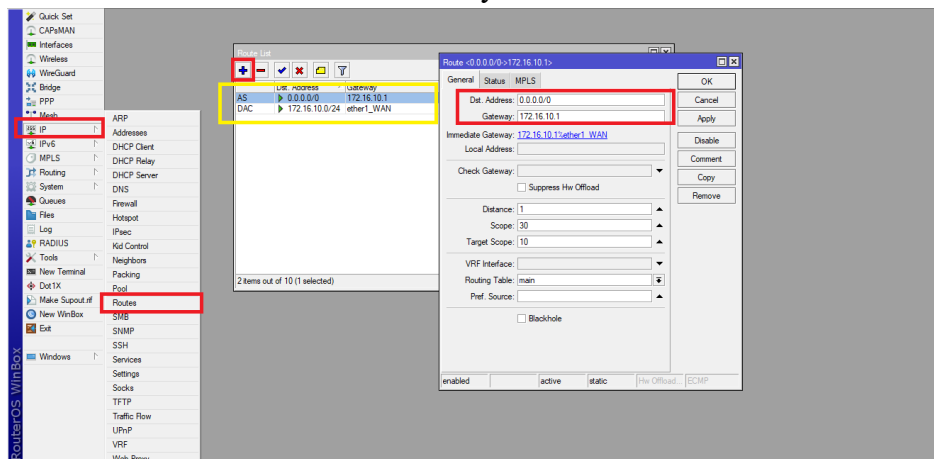 Quick Set
CAPsMAN
Interfaces
Wireless
WireGuard
Bridge
PPP
Mesh
IP
IPv6
MPLS
Routing
System
Queues
Files
Log
RADIUS
Tools
New Terminal
Dot1X
Make Supout.rif
New WinBox
Exit
Windows
RouterOS WinBox
ARP
Addresses
DHCP Client
DHCP Relay
DHCP Server
DNS
Firewall
Hotspot
IPsec
Kid Control
Neighbors
Packing
Pool
Routes
SMB
SNMP
SSH
Services
Settings
Socks
TFTP
Traffic Flow
UPnP
VRF
Web Proxy
Route List
Dst. Address Gateway
AS 0.0.0.0/0 172.16.10.1
DAC 172.16.10.0/24 ether1_WAN
2 items out of 10 (1 selected)
Route <0.0.0.0/0->172.16.10.1>
General Status MPLS
Dst. Address: 0.0.0.0/0
Gateway: 172.16.10.1
Immediate Gateway: 172.16.10.1%ether1_WAN
Local Address:
Check Gateway:
Suppress Hw Offload
Distance: 1
Scope: 30
Target Scope: 10
VRF Interface:
Routing Table: main
Pref. Source:
Blackhole
OK
Cancel
Apply
Disable
Comment
Copy
Remove
enabled active static Hw Offload... ECMP